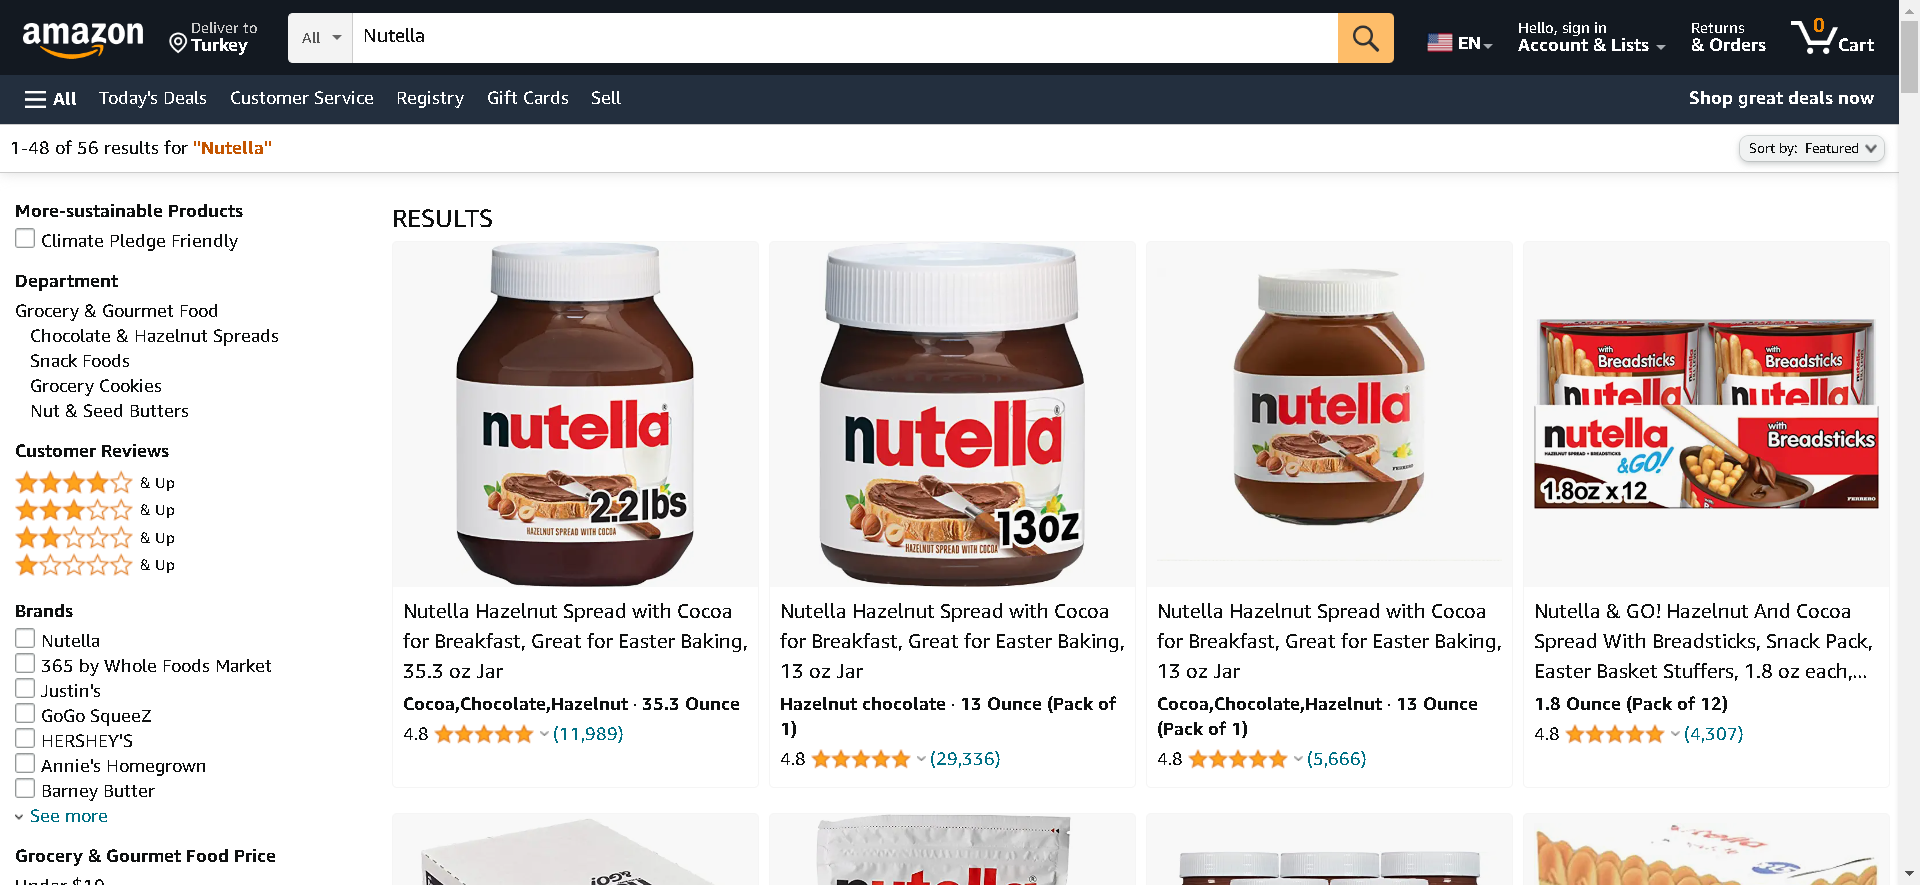 amazon
Deliver to
Turkey
All
Nutella
EN
Hello, sign in
Account & Lists
Returns
& Orders
0
Cart
All
Today's Deals
Customer Service
Registry
Gift Cards
Sell
Shop great deals now
1-48 of 56 results for "Nutella"
Sort by: Featured
More-sustainable Products
Climate Pledge Friendly
Department
Grocery & Gourmet Food
Chocolate & Hazelnut Spreads
Snack Foods
Grocery Cookies
Nut & Seed Butters
Customer Reviews
& Up
& Up
& Up
& Up
Brands
Nutella
365 by Whole Foods Market
Justin's
GoGo SqueeZ
HERSHEY'S
Annie's Homegrown
Barney Butter
See more
Grocery & Gourmet Food Price
Under $10
RESULTS
nutella
2.2lbs
HAZELNUT SPREAD WITH COCOA
Nutella Hazelnut Spread with Cocoa
for Breakfast, Great for Easter Baking,
35.3 oz Jar
Cocoa,Chocolate,Hazelnut · 35.3 Ounce
4.8
(11,989)
nutella
13oz
HAZELNUT SPREAD WITH COCOA
Nutella Hazelnut Spread with Cocoa
for Breakfast, Great for Easter Baking,
13 oz Jar
Hazelnut chocolate · 13 Ounce (Pack of
1)
4.8
(29,336)
nutella
FERRERO
Nutella Hazelnut Spread with Cocoa
for Breakfast, Great for Easter Baking,
13 oz Jar
Cocoa,Chocolate,Hazelnut · 13 Ounce
(Pack of 1)
4.8
(5,666)
with
Breadsticks
nutella
with
Breadsticks
nutella
nutella
HAZELNUT SPREAD + BREADSTICKS
&GO!
with
Breadsticks
1.8oz x 12
FERRERO
Nutella & GO! Hazelnut And Cocoa
Spread With Breadsticks, Snack Pack,
Easter Basket Stuffers, 1.8 oz each,...
1.8 Ounce (Pack of 12)
4.8
(4,307)
&GO!
nutella